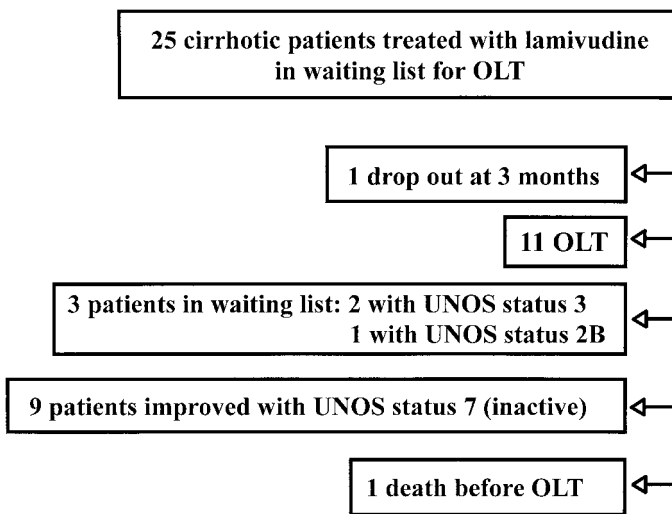 25 cirrhotic patients treated with lamivudine
in waiting list for OLT
1 drop out at 3 months
11 OLT
3 patients in waiting list: 2 with UNOS status 3
1 with UNOS status 2B
9 patients improved with UNOS status 7 (inactive)
1 death before OLT